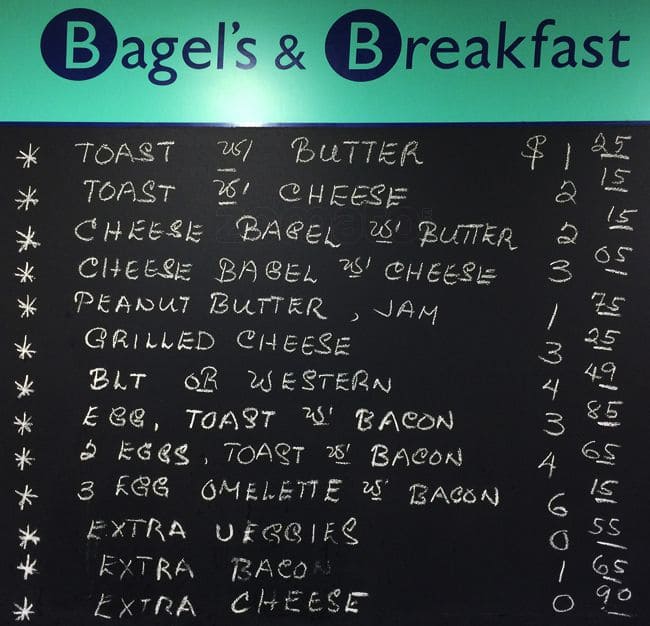 Bagel's & Breakfast
* TOAST W/ BUTTER $1 25
* TOAST W/ CHEESE 2 15
* CHEESE BAGEL W/ BUTTER 2 15
* CHEESE BAGEL W/ CHEESE 3 05
* PEANUT BUTTER, JAM 1 75
* GRILLED CHEESE 3 25
* BLT OR WESTERN 4 49
* EGG, TOAST W/ BACON 3 85
* 2 EGGS, TOAST W/ BACON 4 65
* 3 EGG OMELETTE W/ BACON 6 15
* EXTRA VEGGIES 0 55
* EXTRA BACON 1 65
* EXTRA CHEESE 0 90